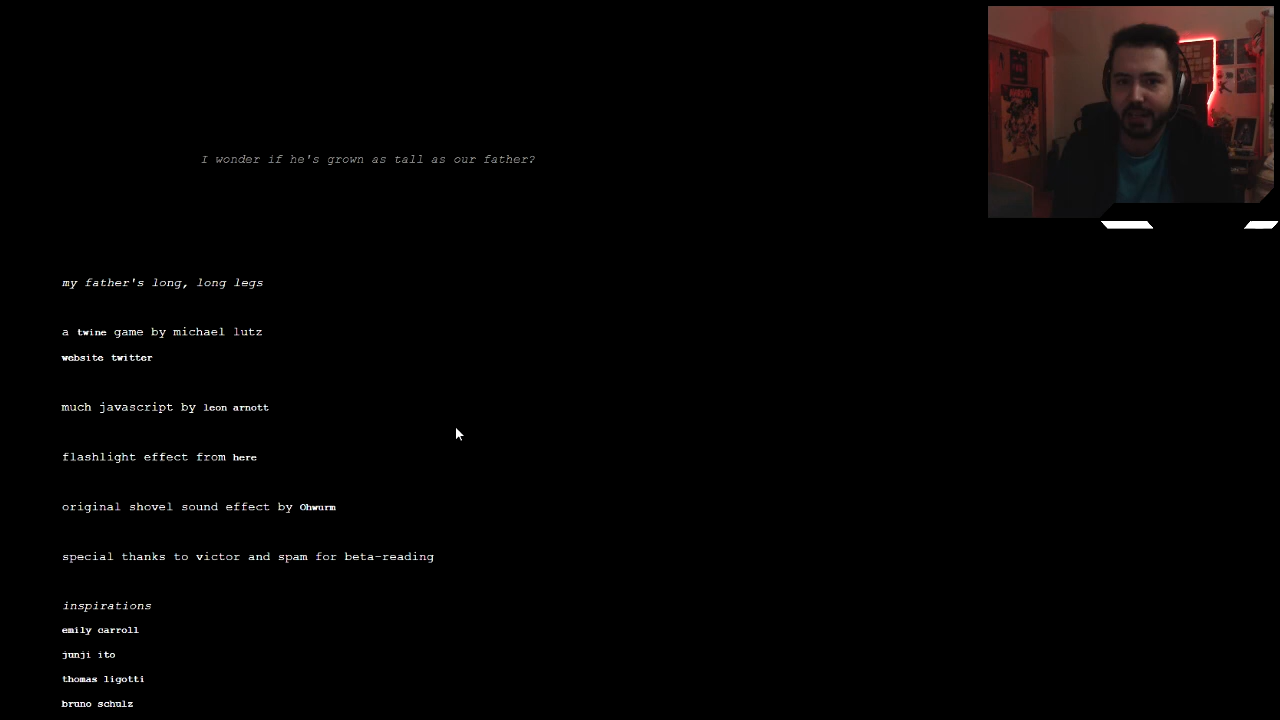 I wonder if he's grown as tall as our father?
my father's long, long legs
a twine game by michael lutz
website twitter
much javascript by leon arnott
flashlight effect from here
original shovel sound effect by Ohwurm
special thanks to victor and spam for beta-reading
inspirations
emily carroll
junji ito
thomas ligotti
bruno schulz